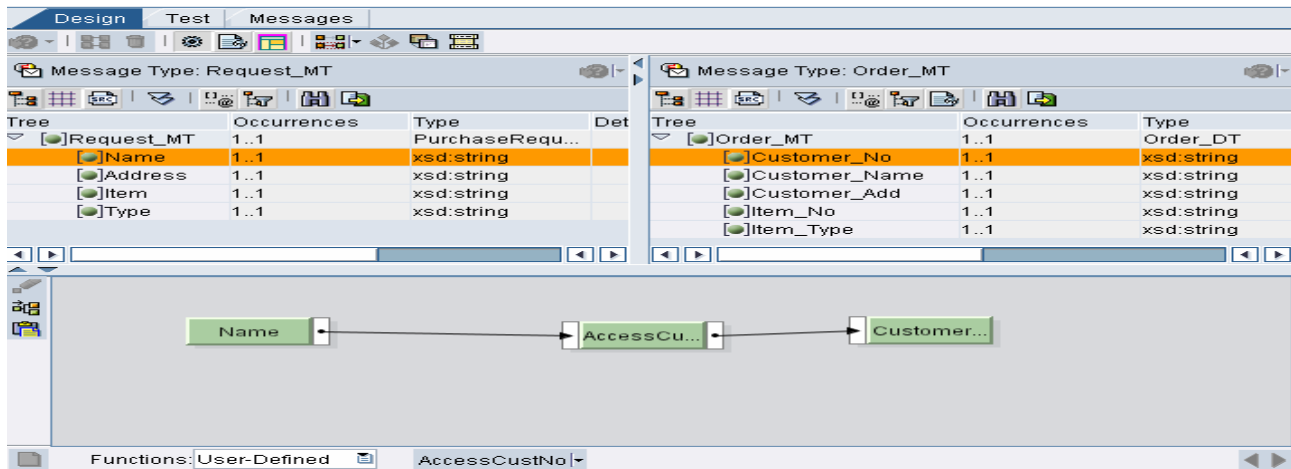 Design Test Messages
Message Type: Request_MT
Tree Occurrences Type Det
[ ]Request_MT 1..1 PurchaseRequ...
[ ]Name 1..1 xsd:string
[ ]Address 1..1 xsd:string
[ ]Item 1..1 xsd:string
[ ]Type 1..1 xsd:string
Message Type: Order_MT
Tree Occurrences Type
[ ]Order_MT 1..1 Order_DT
[ ]Customer_No 1..1 xsd:string
[ ]Customer_Name 1..1 xsd:string
[ ]Customer_Add 1..1 xsd:string
[ ]Item_No 1..1 xsd:string
[ ]Item_Type 1..1 xsd:string
Name AccessCu... Customer...
Functions: User-Defined AccessCustNo